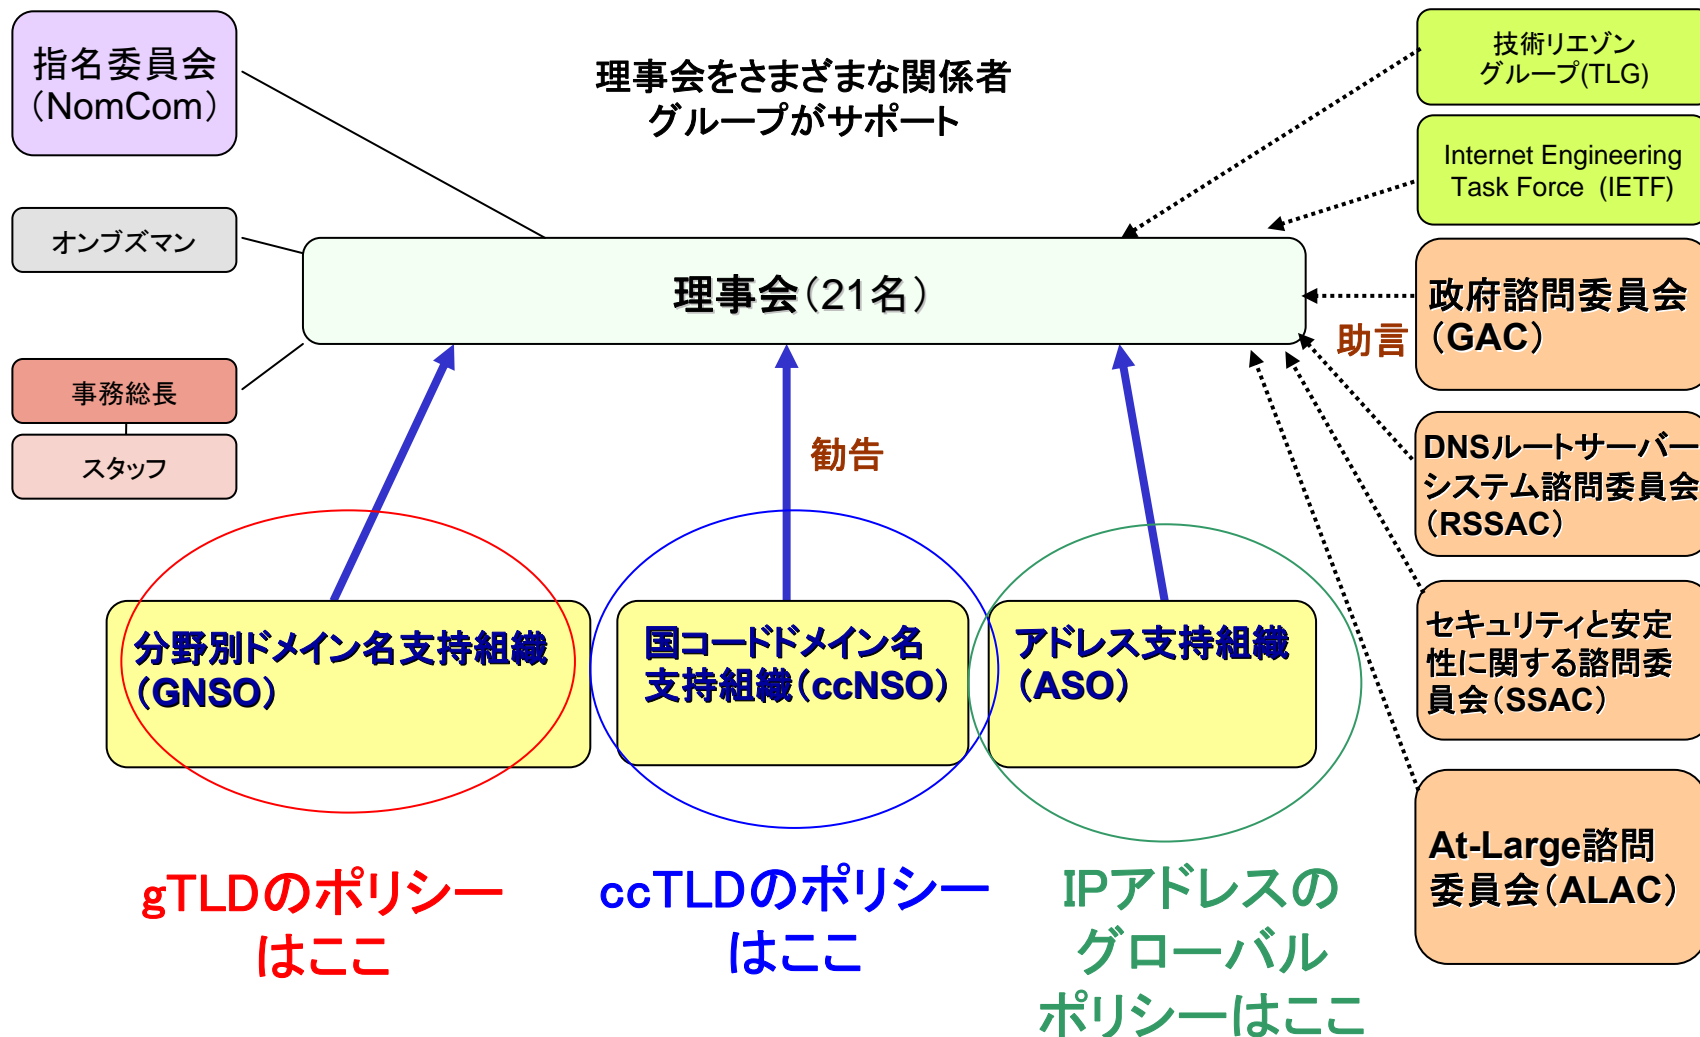 指名委員会
（NomCom）
理事会をさまざまな関係者
グループがサポート
技術リエゾン
グループ(TLG)
Internet Engineering
Task Force (IETF)
オンブズマン
理事会（21名）
政府諮問委員会
（GAC）
助言
事務総長
スタッフ
勧告
DNSルートサーバー
システム諮問委員会
（RSSAC）
セキュリティと安定
性に関する諮問委
員会（SSAC）
分野別ドメイン名支持組織
（GNSO）
国コードドメイン名
支持組織（ccNSO）
アドレス支持組織
（ASO）
At-Large諮問
委員会（ALAC）
gTLDのポリシー
はここ
ccTLDのポリシー
はここ
IPアドレスの
グローバル
ポリシーはここ